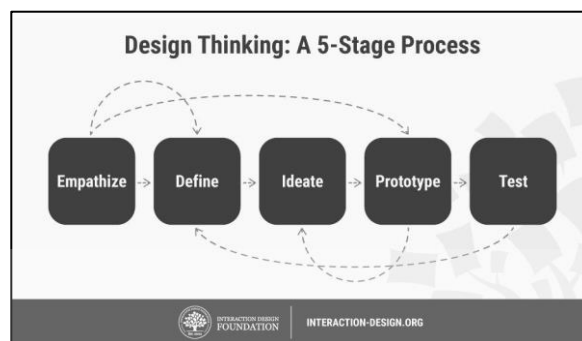 Design Thinking: A 5-Stage Process
Empathize
Define
Ideate
Prototype
Test
INTERACTION DESIGN
FOUNDATION
INTERACTION-DESIGN.ORG